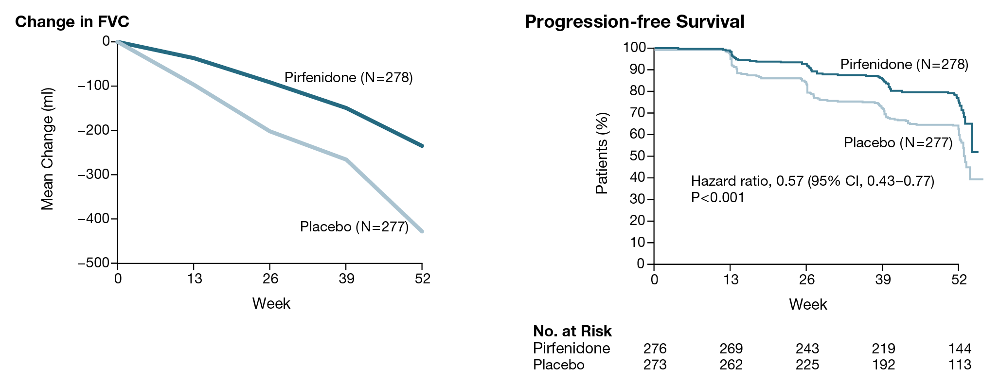 Change in FVC
0
−100
−200
−300
−400
−500
Mean Change (ml)
Pirfenidone (N=278)
Placebo (N=277)
0 13 26 39 52
Week
Progression-free Survival
100
90
80
70
60
50
40
30
20
10
0
Patients (%)
Pirfenidone (N=278)
Placebo (N=277)
Hazard ratio, 0.57 (95% CI, 0.43–0.77)
P<0.001
0 13 26 39 52
Week
No. at Risk
Pirfenidone 276 269 243 219 144
Placebo 273 262 225 192 113